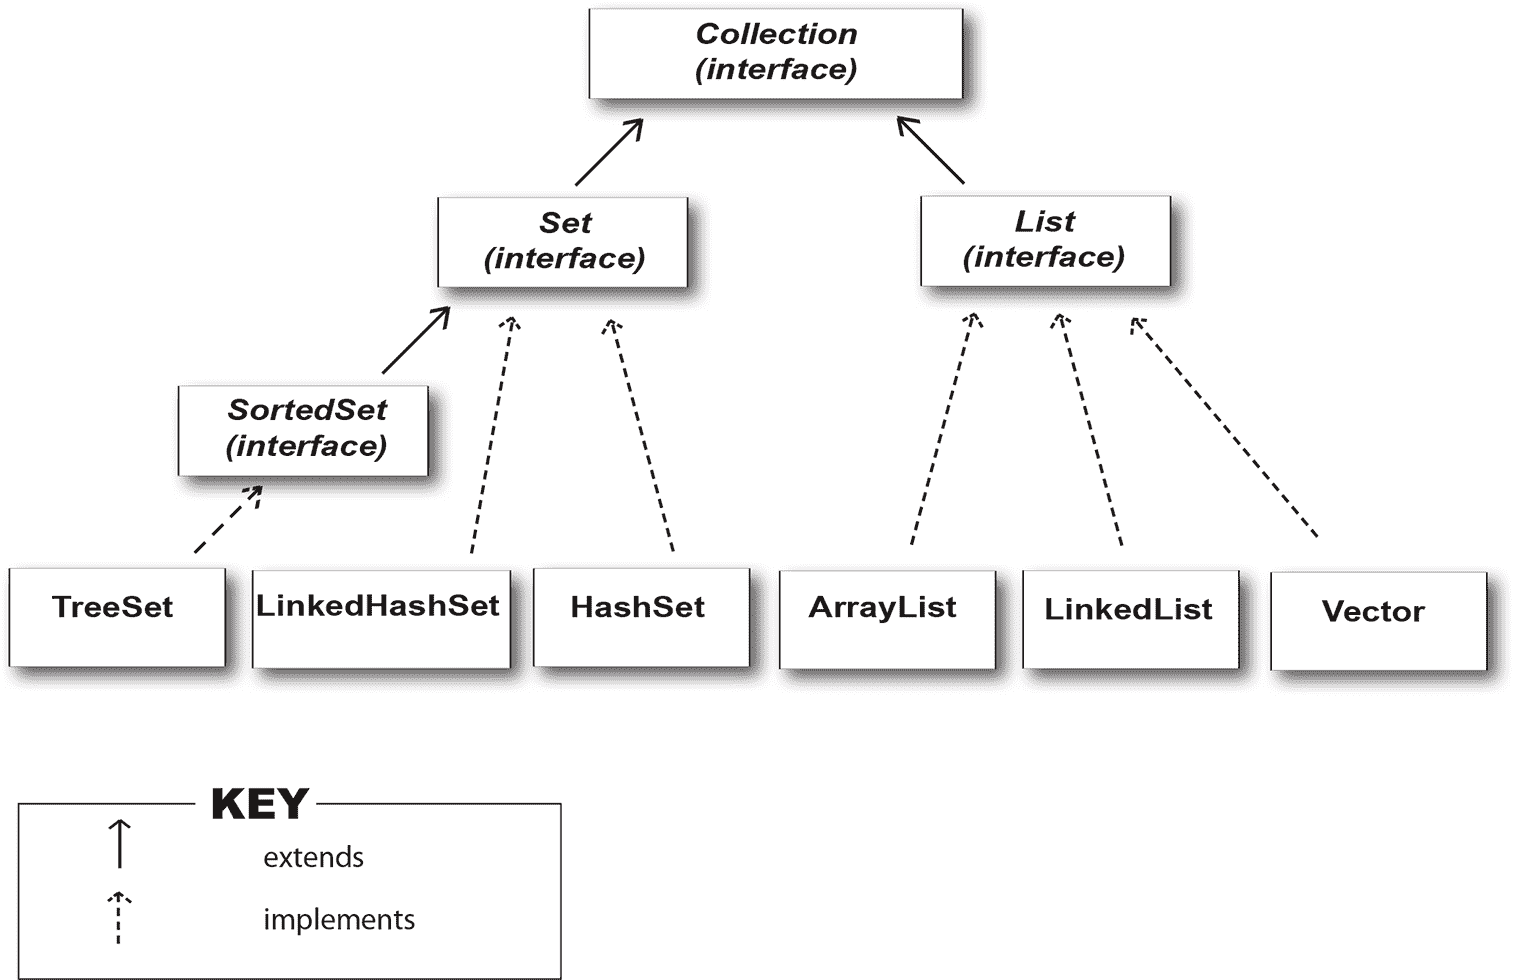 Collection
(interface)
Set
(interface)
List
(interface)
SortedSet
(interface)
TreeSet
LinkedHashSet
HashSet
ArrayList
LinkedList
Vector
KEY
extends
implements